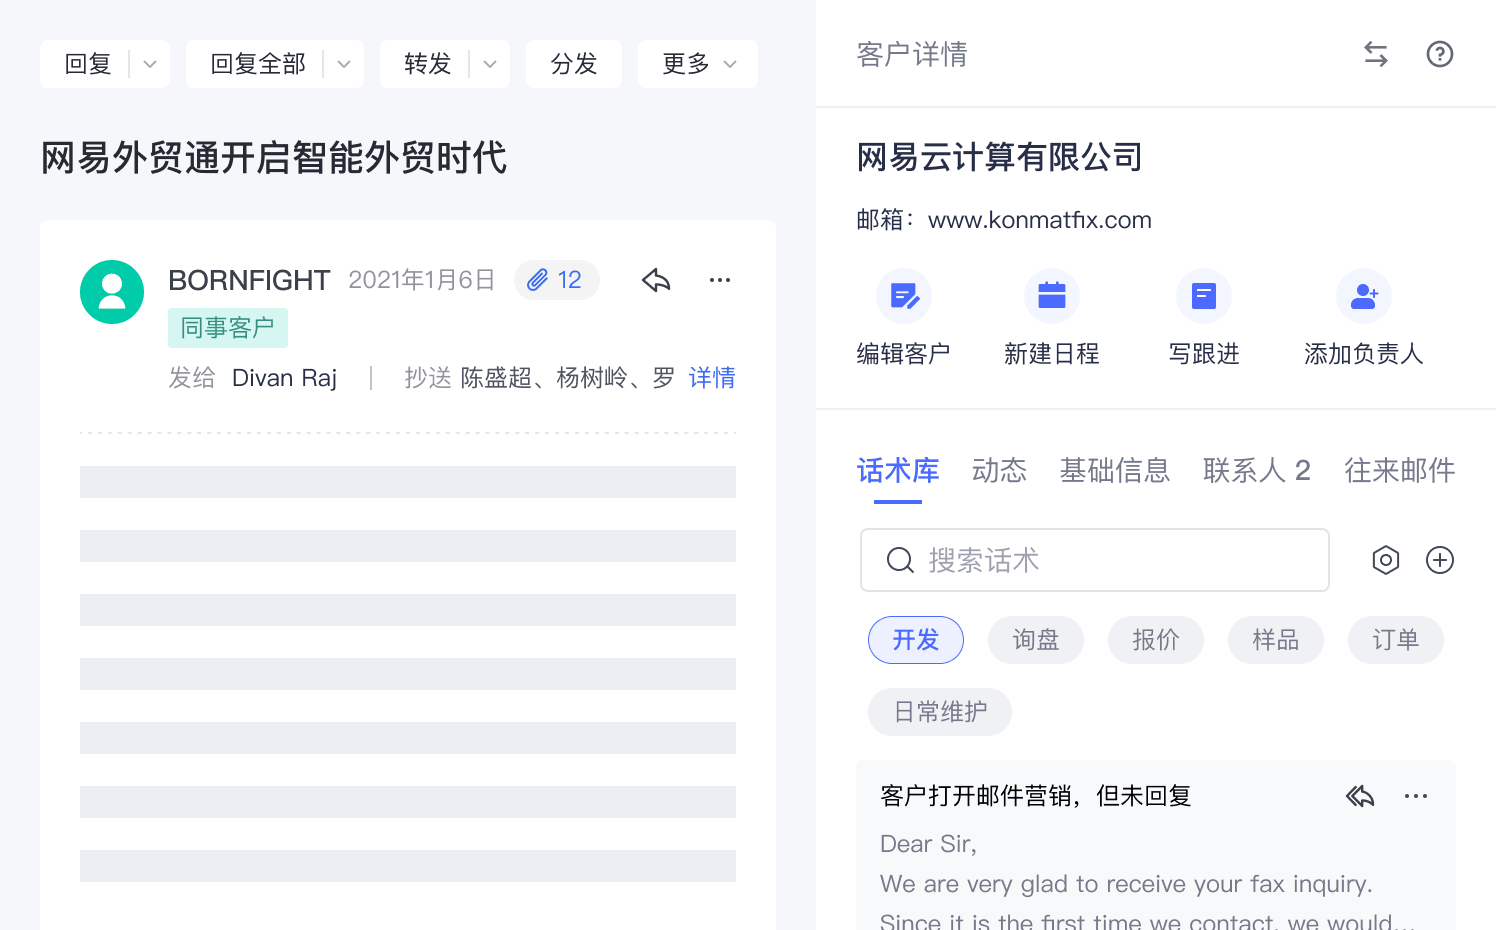 回复 回复全部 转发 分发 更多
网易外贸通开启智能外贸时代
BORNFIGHT 2021年1月6日 12
同事客户
发给 Divan Raj | 抄送 陈盛超、杨树岭、罗 详情
客户详情
网易云计算有限公司
邮箱：www.konmatfix.com
编辑客户 新建日程 写跟进 添加负责人
话术库 动态 基础信息 联系人 2 往来邮件
搜索话术
开发 询盘 报价 样品 订单
日常维护
客户打开邮件营销，但未回复
Dear Sir,
We are very glad to receive your fax inquiry.
Since it is the first time we contact, we would...